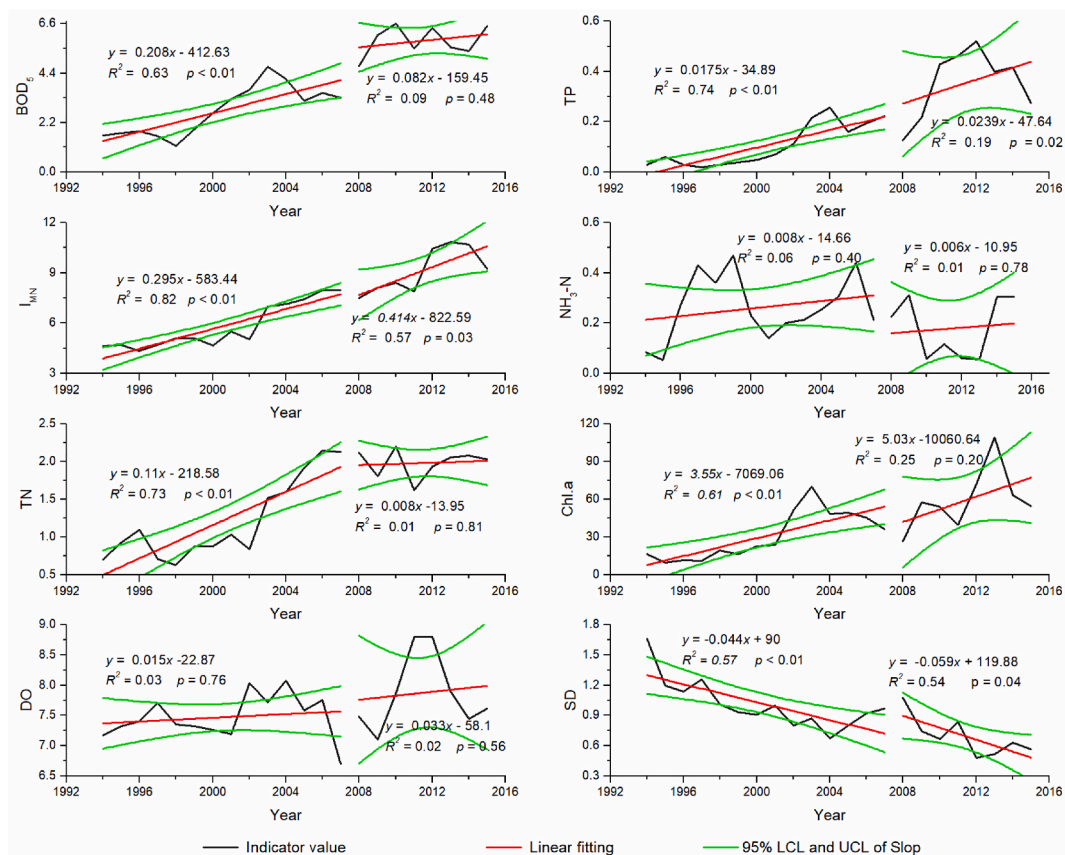 BOD5
6.6
4.4
2.2
0.0
y = 0.208x - 412.63
R2 = 0.63 p < 0.01
0.082x - 159.45
R2 = 0.09 p = 0.48
1992 1996 2000 2004 2008 2012 2016
Year
TP
0.6
0.4
0.2
0.0
y = 0.0175x - 34.89
R2 = 0.74 p < 0.01
y = 0.0239x - 47.64
R2 = 0.19 p = 0.02
1992 1996 2000 2004 2008 2012 2016
Year
IMN
12
9
6
3
y = 0.295x - 583.44
R2 = 0.82 p < 0.01
y = 0.414x - 822.59
R2 = 0.57 p = 0.03
1992 1996 2000 2004 2008 2012 2016
Year
NH3-N
0.6
0.4
0.2
0.0
y = 0.008x - 14.66
R2 = 0.06 p = 0.40
y = 0.006x - 10.95
R2 = 0.01 p = 0.78
1992 1996 2000 2004 2008 2012 2016
Year
TN
2.5
2.0
1.5
1.0
0.5
y = 0.11x - 218.58
R2 = 0.73 p < 0.01
y = 0.008x -13.95
R2 = 0.01 p = 0.81
1992 1996 2000 2004 2008 2012 2016
Year
Chl.a
120
90
60
30
0
y = 3.55x - 7069.06
R2 = 0.61 p < 0.01
y = 5.03x -10060.64
R2 = 0.25 p = 0.20
1992 1996 2000 2004 2008 2012 2016
Year
DO
9.0
8.5
8.0
7.5
7.0
6.5
y = 0.015x -22.87
R2 = 0.03 p = 0.76
y = 0.033x - 58.1
R2 = 0.02 p = 0.56
1992 1996 2000 2004 2008 2012 2016
Year
SD
1.8
1.5
1.2
0.9
0.6
0.3
y = -0.044x + 90
R2 = 0.57 p < 0.01
y = -0.059x + 119.88
R2 = 0.54 p = 0.04
1992 1996 2000 2004 2008 2012 2016
Year
Indicator value Linear fitting 95% LCL and UCL of Slop